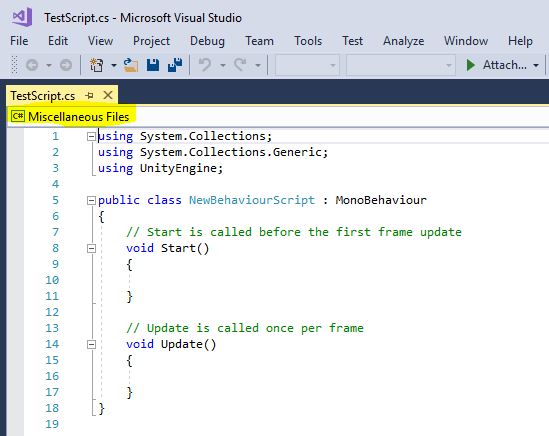 TestScript.cs - Microsoft Visual Studio
File Edit View Project Debug Team Tools Test Analyze Window Help
Attach...
TestScript.cs
C# Miscellaneous Files
1 using System.Collections;
2 using System.Collections.Generic;
3 using UnityEngine;
4
5 public class NewBehaviourScript : MonoBehaviour
6 {
7 // Start is called before the first frame update
8 void Start()
9 {
10
11 }
12
13 // Update is called once per frame
14 void Update()
15 {
16
17 }
18 }
19